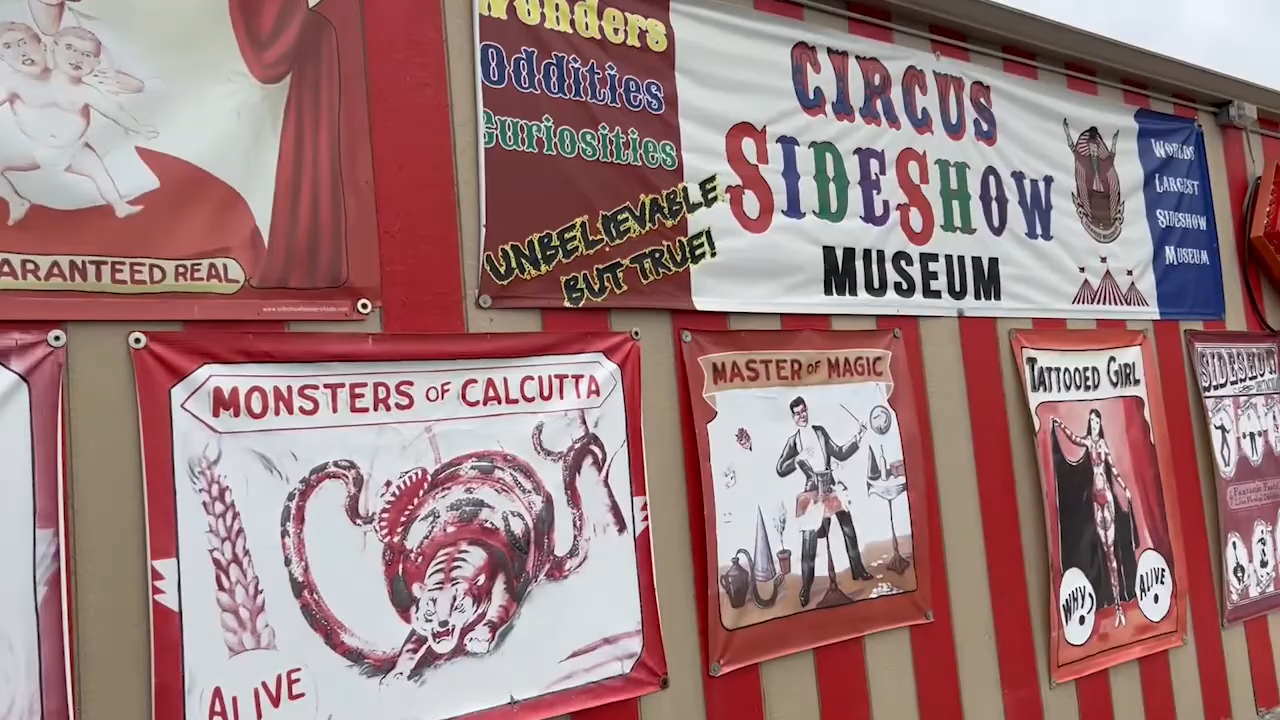 Wonders
Oddities
Curiosities
UNBELIEVABLE
BUT TRUE!
CIRCUS
SIDESHOW
MUSEUM
WORLDS
LARGEST
SIDESHOW
MUSEUM
ARANTEED REAL
MONSTERS OF CALCUTTA
ALIVE
MASTER OF MAGIC
TATTOOED GIRL
WHY?
ALIVE
SIDESHOW